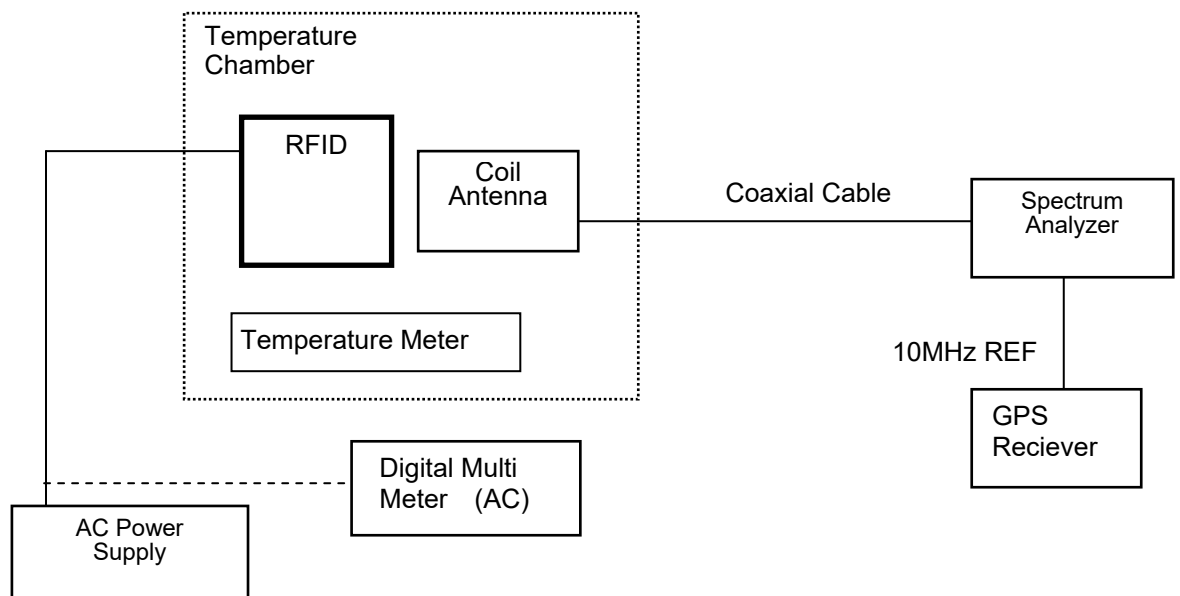 Temperature
Chamber
RFID
Coil
Antenna
Coaxial Cable
Spectrum
Analyzer
Temperature Meter
10MHz REF
GPS
Reciever
Digital Multi
Meter (AC)
AC Power
Supply